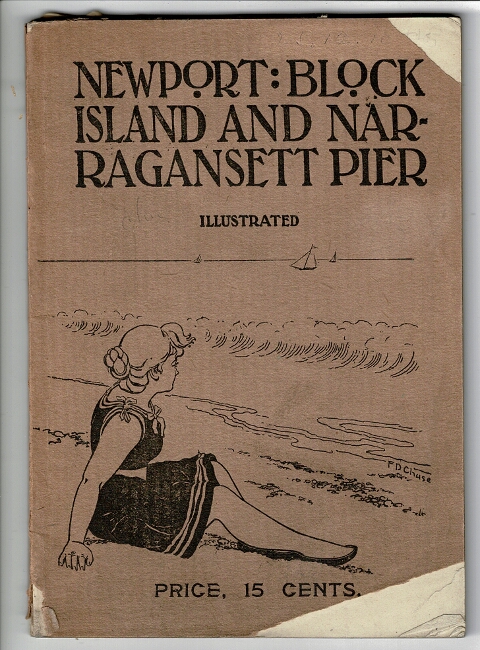 NEWPORT: BLOCK
ISLAND AND NAR-
RAGANSETT PIER
ILLUSTRATED
F D Chase
PRICE, 15 CENTS.